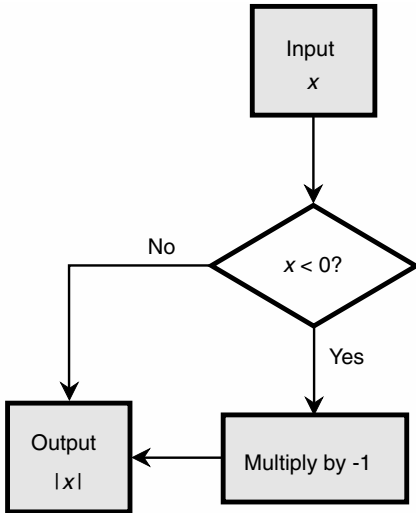 Input
x
x < 0?
No
Yes
Multiply by -1
Output
|x|